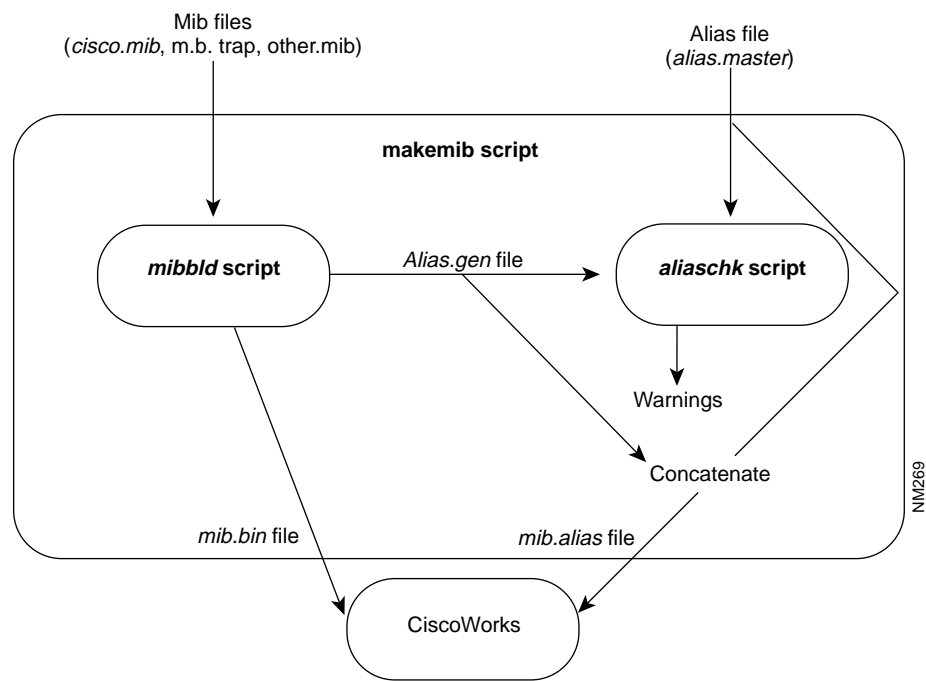 Mib files
(cisco.mib, m.b. trap, other.mib)
Alias file
(alias.master)
makemib script
mibbld script
Alias.gen file
aliaschk script
Warnings
Concatenate
NM269
mib.bin file
mib.alias file
CiscoWorks